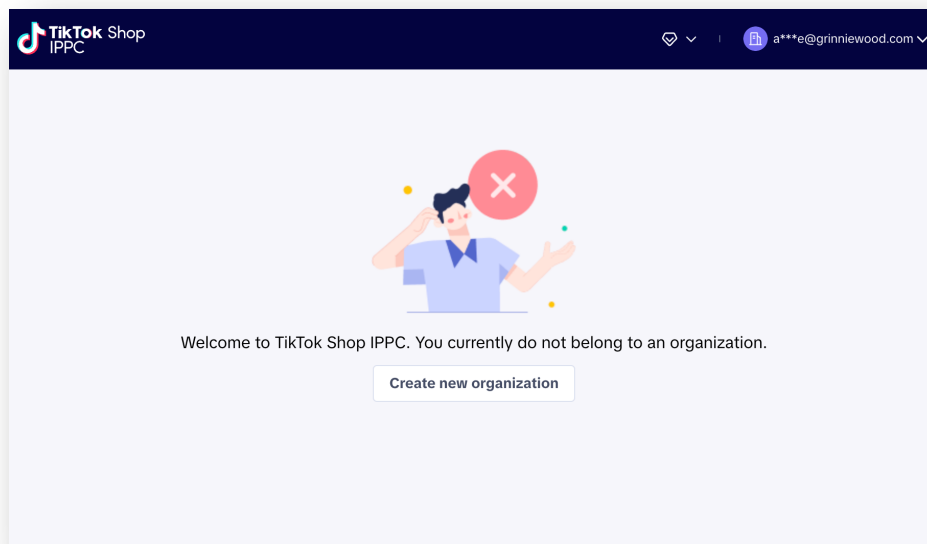 TikTok Shop
IPPC
a***e@grinniewood.com
Welcome to TikTok Shop IPPC. You currently do not belong to an organization.
Create new organization